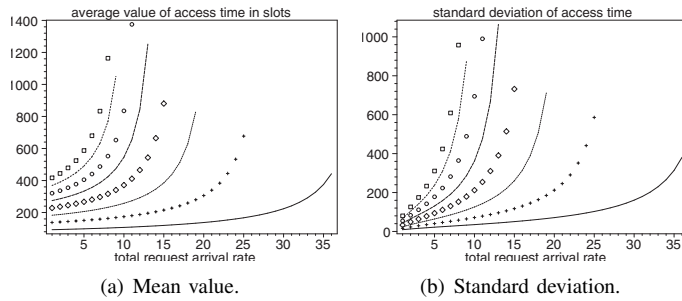 average value of access time in slots
1400
1200
1000
800
600
400
200
5 10 15 20 25 30 35
total request arrival rate
(a) Mean value.
standard deviation of access time
1000
800
600
400
200
0
5 10 15 20 25 30 35
total request arrival rate
(b) Standard deviation.